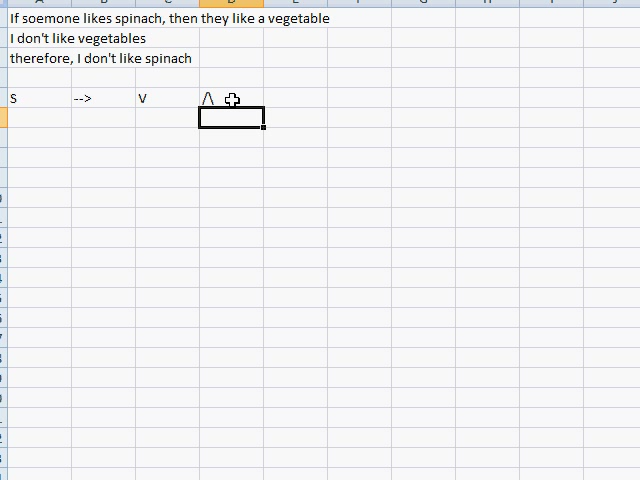 If soemone likes spinach, then they like a vegetable
I don't like vegetables
therefore, I don't like spinach
S --> V /\